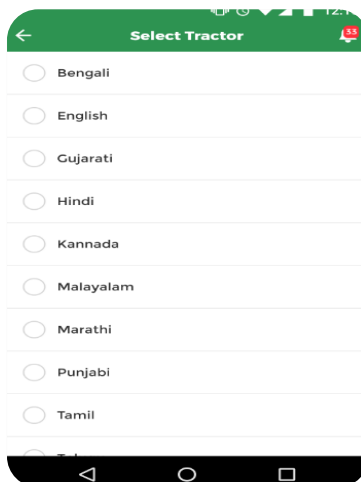 Select Tractor
33
Bengali
English
Gujarati
Hindi
Kannada
Malayalam
Marathi
Punjabi
Tamil